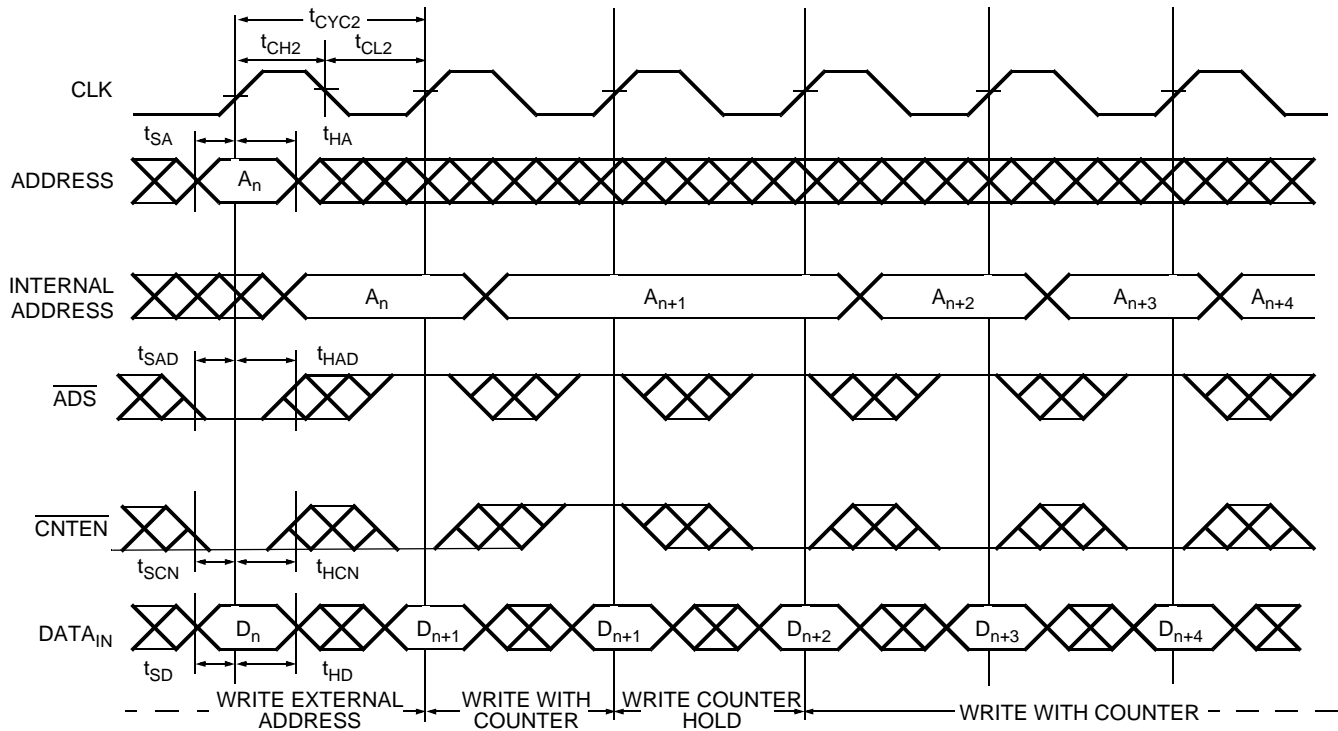 tCYC2
tCH2 tCL2
CLK
tSA tHA
ADDRESS An
INTERNAL
ADDRESS An An+1 An+2 An+3 An+4
tSAD tHAD
ADS
CNTEN
tSCN tHCN
DATAIN Dn Dn+1 Dn+1 Dn+2 Dn+3 Dn+4
tSD tHD
WRITE EXTERNAL
ADDRESS
WRITE WITH
COUNTER
WRITE COUNTER
HOLD
WRITE WITH COUNTER